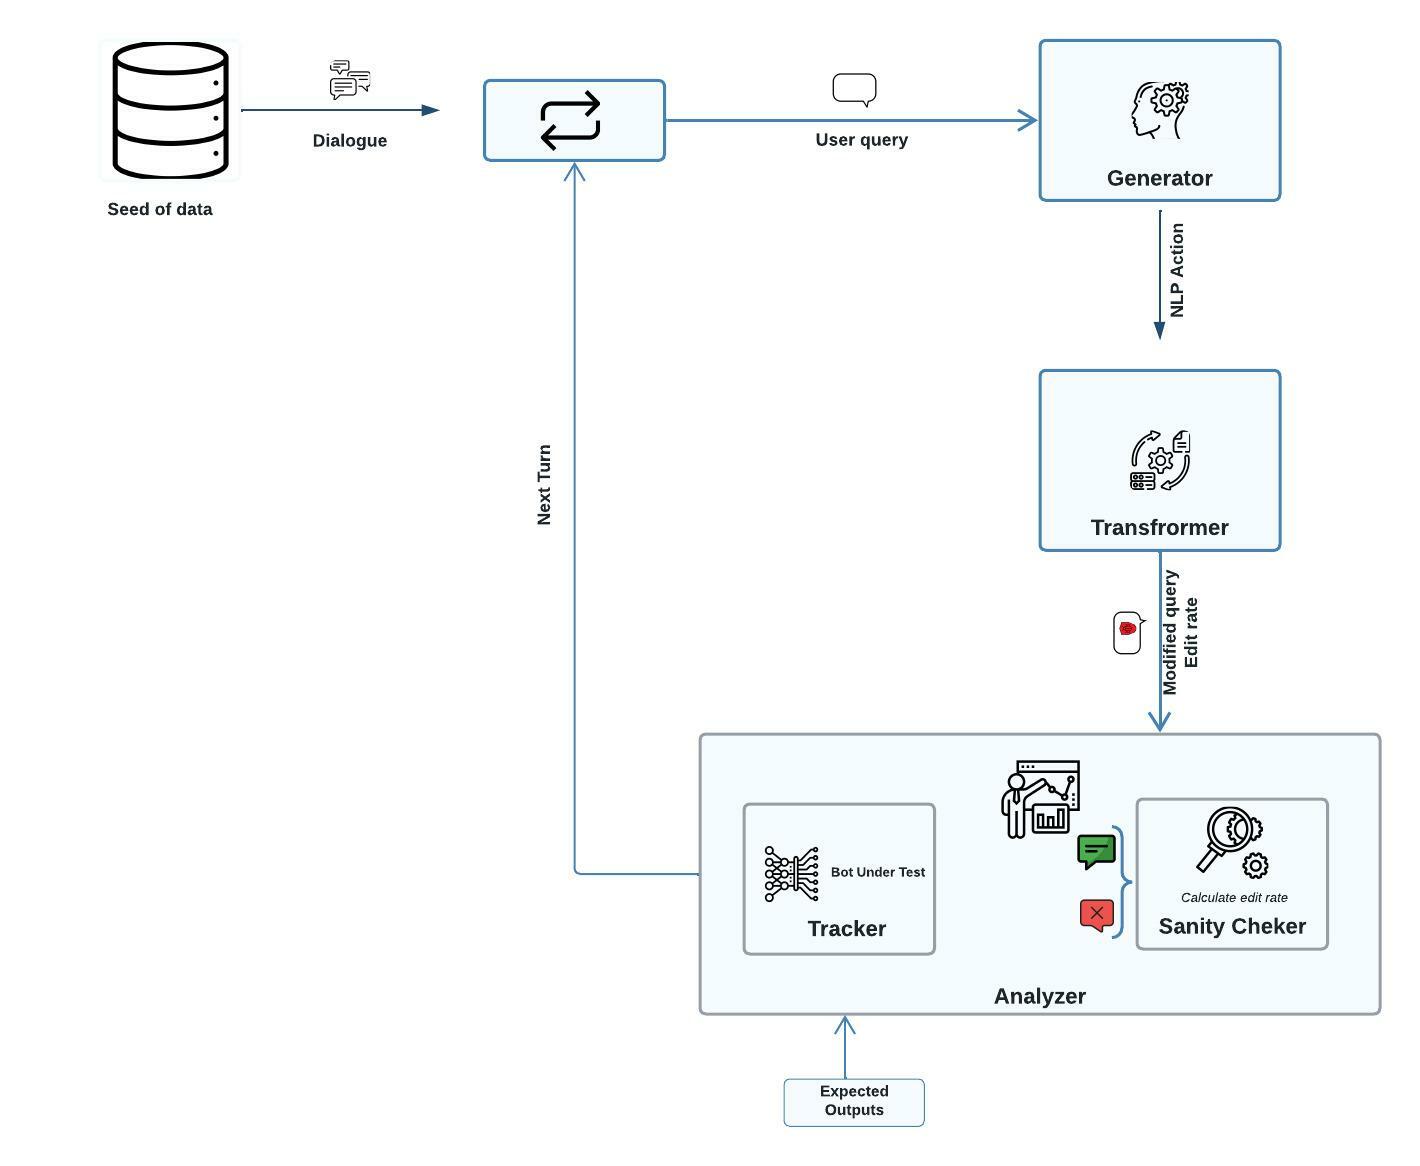 Dialogue
Seed of data
User query
Generator
NLP Action
Transfrormer
Modified query
Edit rate
Next Turn
Bot Under Test
Tracker
Calculate edit rate
Sanity Cheker
Analyzer
Expected
Outputs